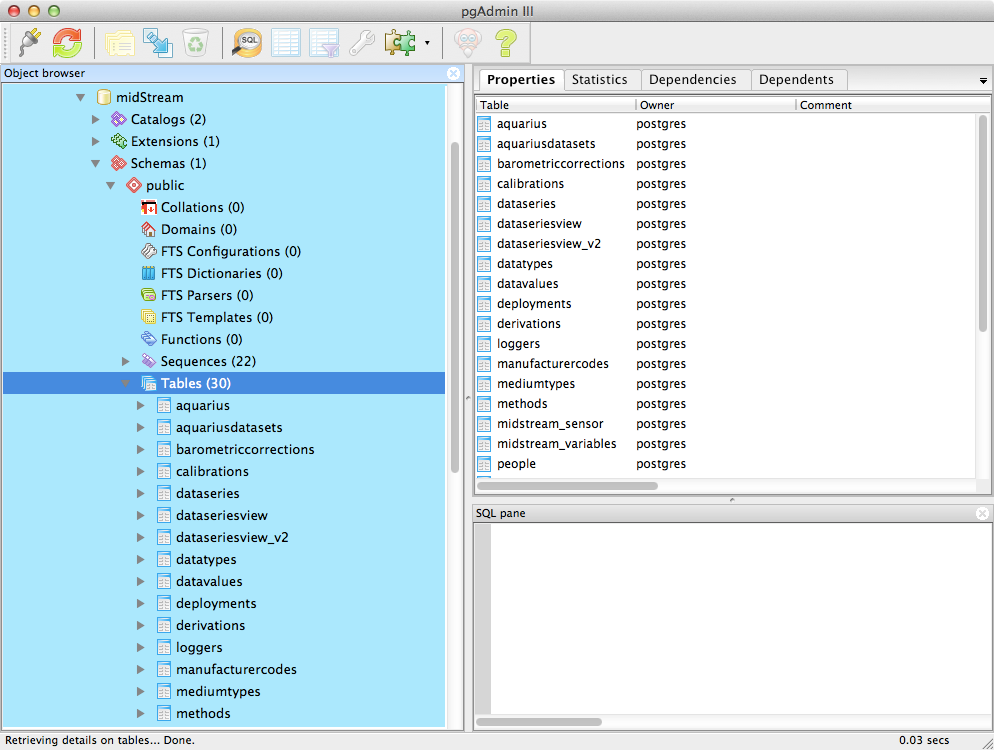 pgAdmin III
SQL
Object browser
midStream
Catalogs (2)
Extensions (1)
Schemas (1)
public
Collations (0)
Domains (0)
FTS Configurations (0)
FTS Dictionaries (0)
FTS Parsers (0)
FTS Templates (0)
Functions (0)
Sequences (22)
Tables (30)
aquarius
aquariusdatasets
barometriccorrections
calibrations
dataseries
dataseriesview
dataseriesview_v2
datatypes
datavalues
deployments
derivations
loggers
manufacturercodes
mediumtypes
methods
Properties Statistics Dependencies Dependents
Table Owner Comment
aquarius postgres
aquariusdatasets postgres
barometriccorrections postgres
calibrations postgres
dataseries postgres
dataseriesview postgres
dataseriesview_v2 postgres
datatypes postgres
datavalues postgres
deployments postgres
derivations postgres
loggers postgres
manufacturercodes postgres
mediumtypes postgres
methods postgres
midstream_sensor postgres
midstream_variables postgres
people postgres
SQL pane
Retrieving details on tables... Done. 0.03 secs